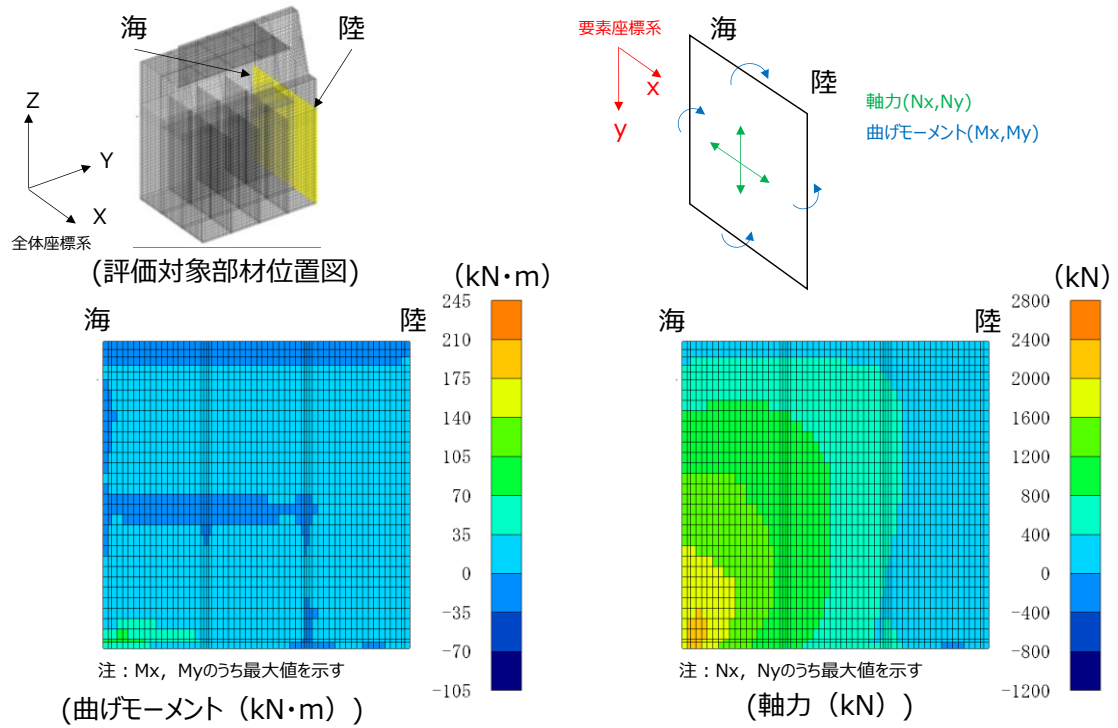 海
陸
Z
Y
X
全体座標系
(評価対象部材位置図)
要素座標系
x
y
海
陸
軸力(Nx,Ny)
曲げモーメント(Mx,My)
(kN・m)
海
陸
245
210
175
140
105
70
35
0
-35
-70
-105
注：Mx，Myのうち最大値を示す
(曲げモーメント（kN・m）)
(kN)
海
陸
2800
2400
2000
1600
1200
800
400
0
-400
-800
-1200
注：Nx，Nyのうち最大値を示す
(軸力（kN）)